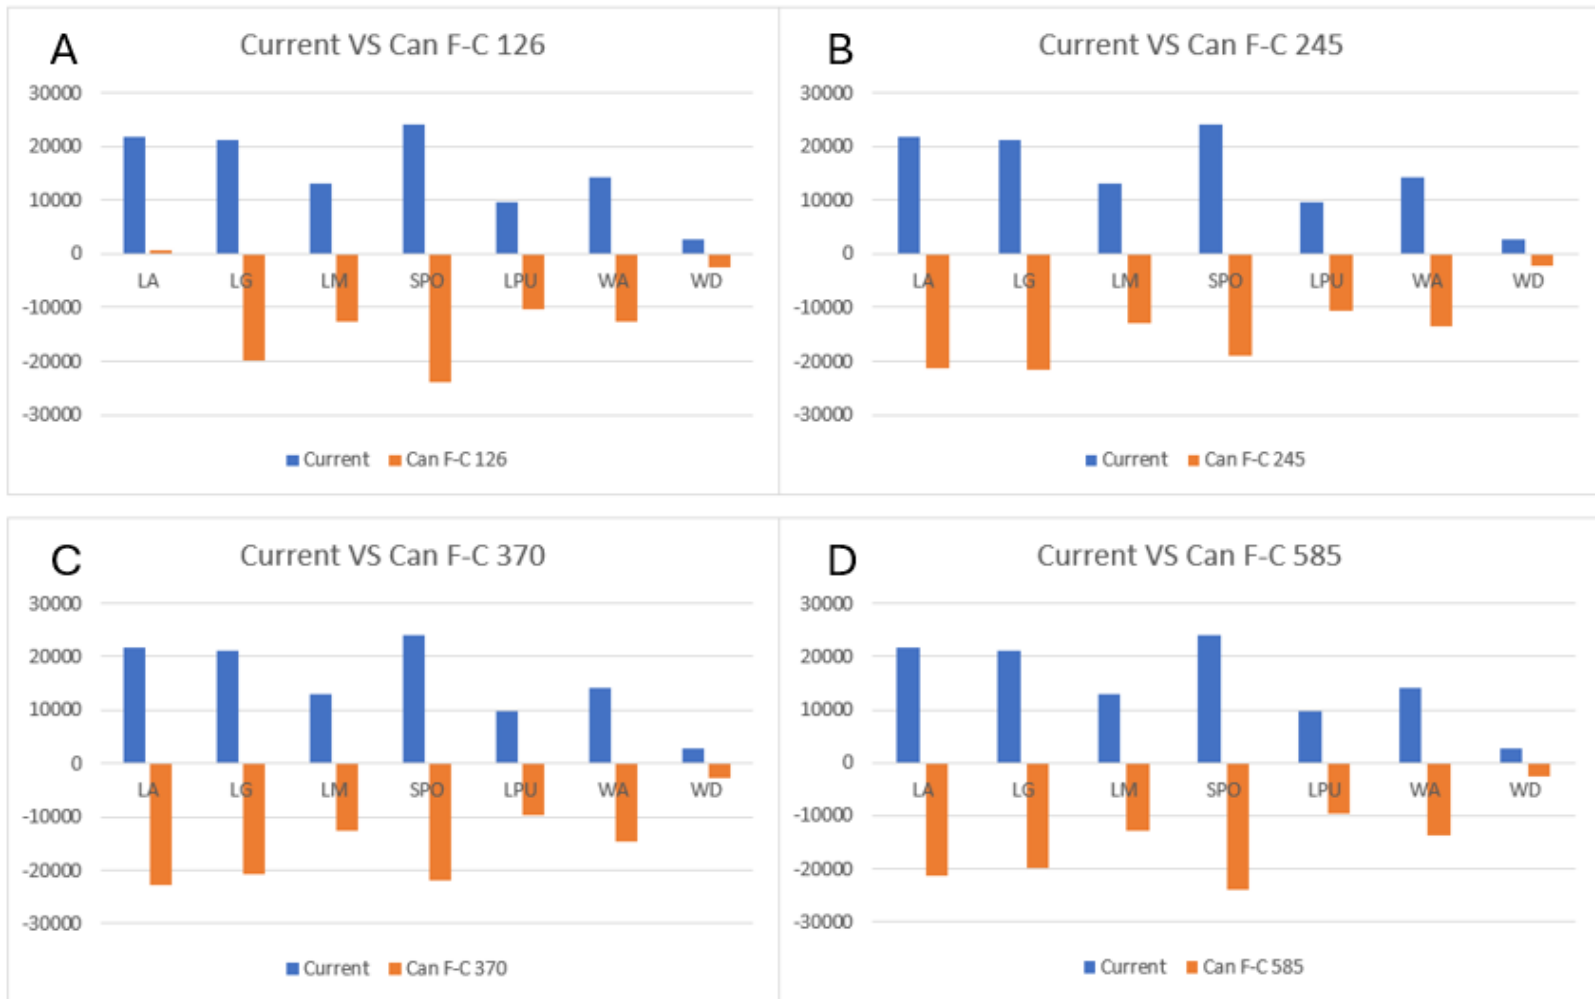 A
Current VS Can F-C 126
30000
20000
10000
0
-10000
-20000
-30000
LA LG LM SPO LPU WA WD
Current Can F-C 126
B
Current VS Can F-C 245
30000
20000
10000
0
-10000
-20000
-30000
LA LG LM SPO LPU WA WD
Current Can F-C 245
C
Current VS Can F-C 370
30000
20000
10000
0
-10000
-20000
-30000
LA LG LM SPO LPU WA WD
Current Can F-C 370
D
Current VS Can F-C 585
30000
20000
10000
0
-10000
-20000
-30000
LA LG LM SPO LPU WA WD
Current Can F-C 585